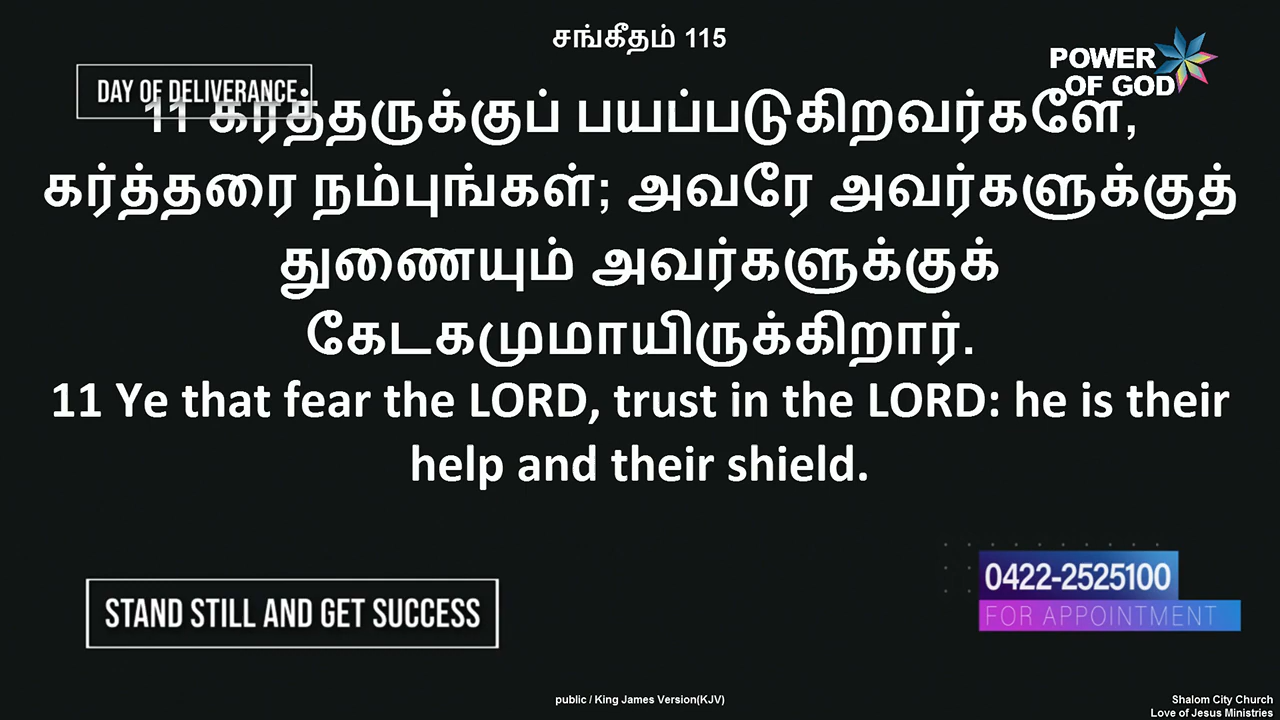 சங்கீதம் 115
POWER
OF GOD
DAY OF DELIVERANCE
11 கர்த்தருக்குப் பயப்படுகிறவர்களே,
கர்த்தரை நம்புங்கள்; அவரே அவர்களுக்குத்
துணையும் அவர்களுக்குக்
கேடகமுமாயிருக்கிறார்.
11 Ye that fear the LORD, trust in the LORD: he is their
help and their shield.
0422-2525100
FOR APPOINTMENT
STAND STILL AND GET SUCCESS
public / King James Version(KJV)
Shalom City Church
Love of Jesus Ministries